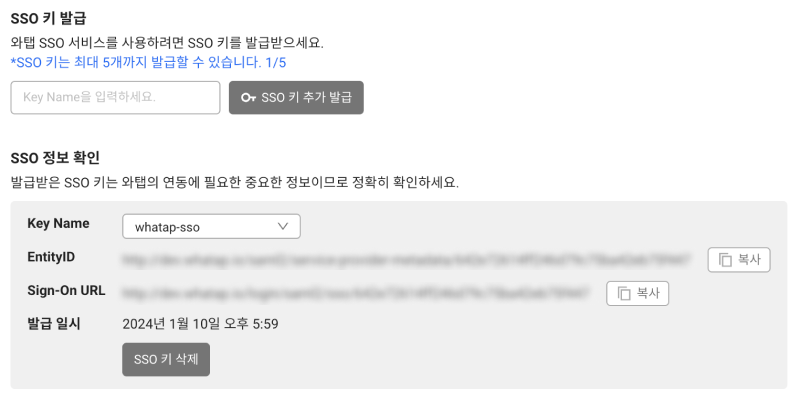 SSO 키 발급
와탭 SSO 서비스를 사용하려면 SSO 키를 발급받으세요.
*SSO 키는 최대 5개까지 발급할 수 있습니다. 1/5
Key Name을 입력하세요.
SSO 키 추가 발급
SSO 정보 확인
발급받은 SSO 키는 와탭의 연동에 필요한 중요한 정보이므로 정확히 확인하세요.
Key Name whatap-sso
EntityID 복사
Sign-On URL 복사
발급 일시 2024년 1월 10일 오후 5:59
SSO 키 삭제